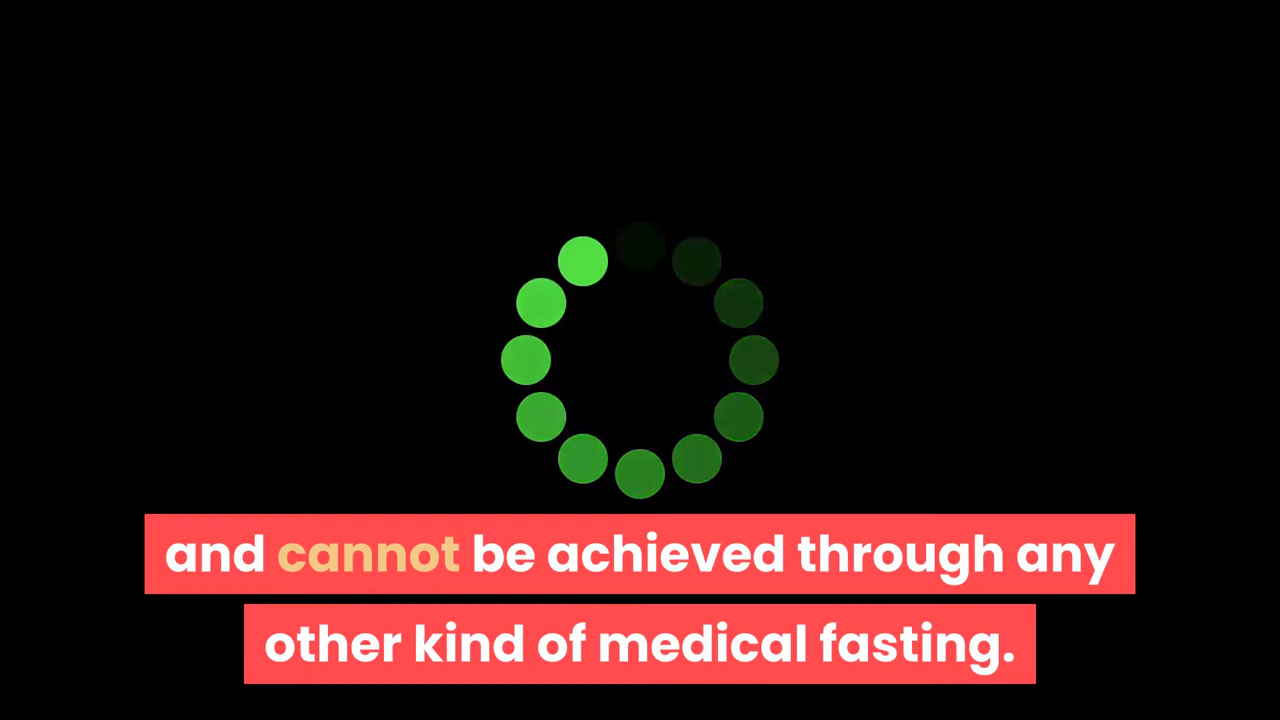 and cannot be achieved through any
other kind of medical fasting.